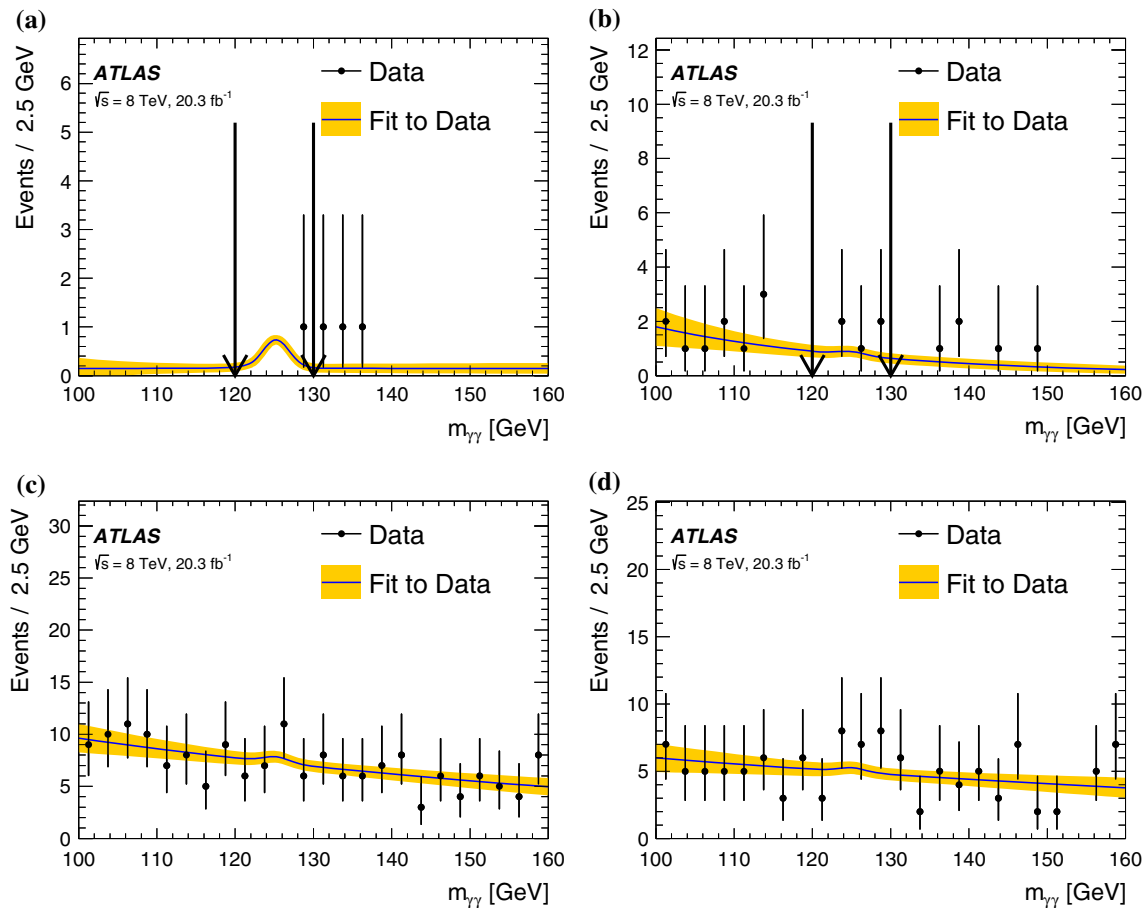 (a)
Events / 2.5 GeV
6
5
4
3
2
1
0
ATLAS
√s = 8 TeV, 20.3 fb⁻¹
Data
Fit to Data
100 110 120 130 140 150 160
mγγ [GeV]
(b)
Events / 2.5 GeV
12
10
8
6
4
2
0
ATLAS
√s = 8 TeV, 20.3 fb⁻¹
Data
Fit to Data
100 110 120 130 140 150 160
mγγ [GeV]
(c)
Events / 2.5 GeV
30
25
20
15
10
5
0
ATLAS
√s = 8 TeV, 20.3 fb⁻¹
Data
Fit to Data
100 110 120 130 140 150 160
mγγ [GeV]
(d)
Events / 2.5 GeV
25
20
15
10
5
0
ATLAS
√s = 8 TeV, 20.3 fb⁻¹
Data
Fit to Data
100 110 120 130 140 150 160
mγγ [GeV]